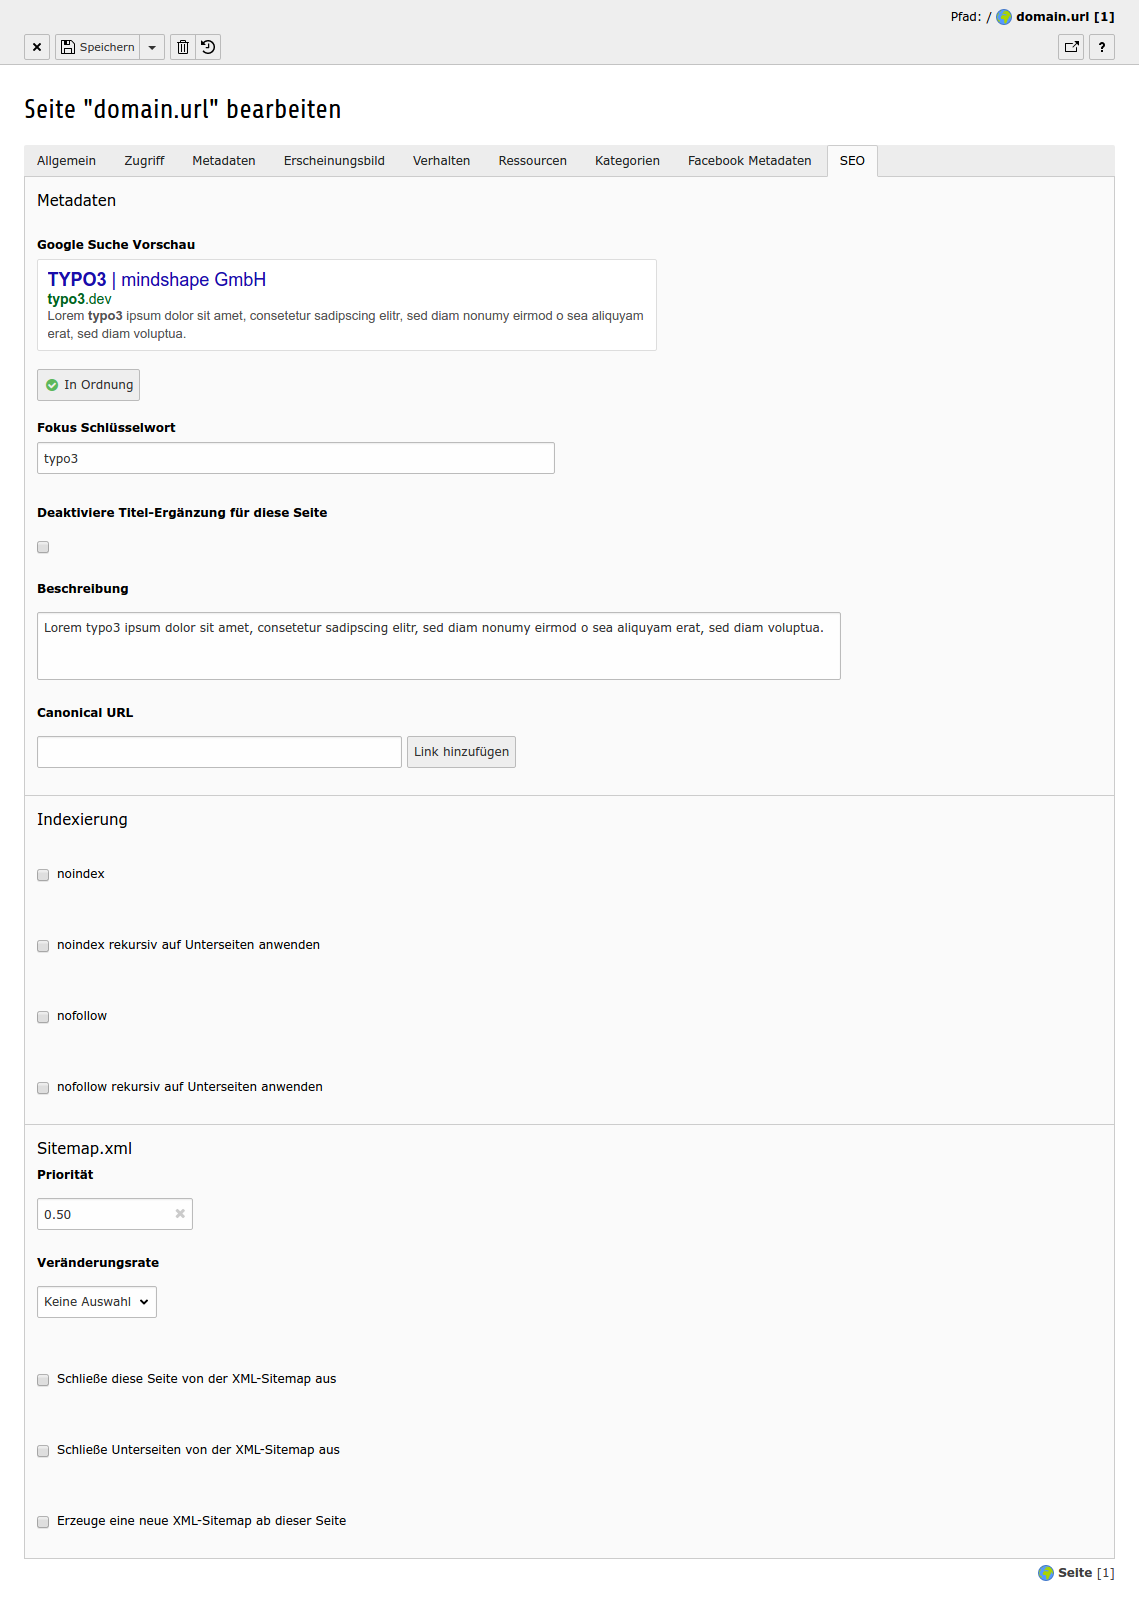 Pfad: / domain.url [1]
Speichern
?
Seite "domain.url" bearbeiten
Allgemein Zugriff Metadaten Erscheinungsbild Verhalten Ressourcen Kategorien Facebook Metadaten SEO
Metadaten
Google Suche Vorschau
TYPO3 | mindshape GmbH
typo3.dev
Lorem typo3 ipsum dolor sit amet, consetetur sadipscing elitr, sed diam nonumy eirmod o sea aliquyam
erat, sed diam voluptua.
In Ordnung
Fokus Schlüsselwort
typo3
Deaktiviere Titel-Ergänzung für diese Seite
Beschreibung
Lorem typo3 ipsum dolor sit amet, consetetur sadipscing elitr, sed diam nonumy eirmod o sea aliquyam erat, sed diam voluptua.
Canonical URL
Link hinzufügen
Indexierung
noindex
noindex rekursiv auf Unterseiten anwenden
nofollow
nofollow rekursiv auf Unterseiten anwenden
Sitemap.xml
Priorität
0.50
Veränderungsrate
Keine Auswahl
Schließe diese Seite von der XML-Sitemap aus
Schließe Unterseiten von der XML-Sitemap aus
Erzeuge eine neue XML-Sitemap ab dieser Seite
Seite [1]